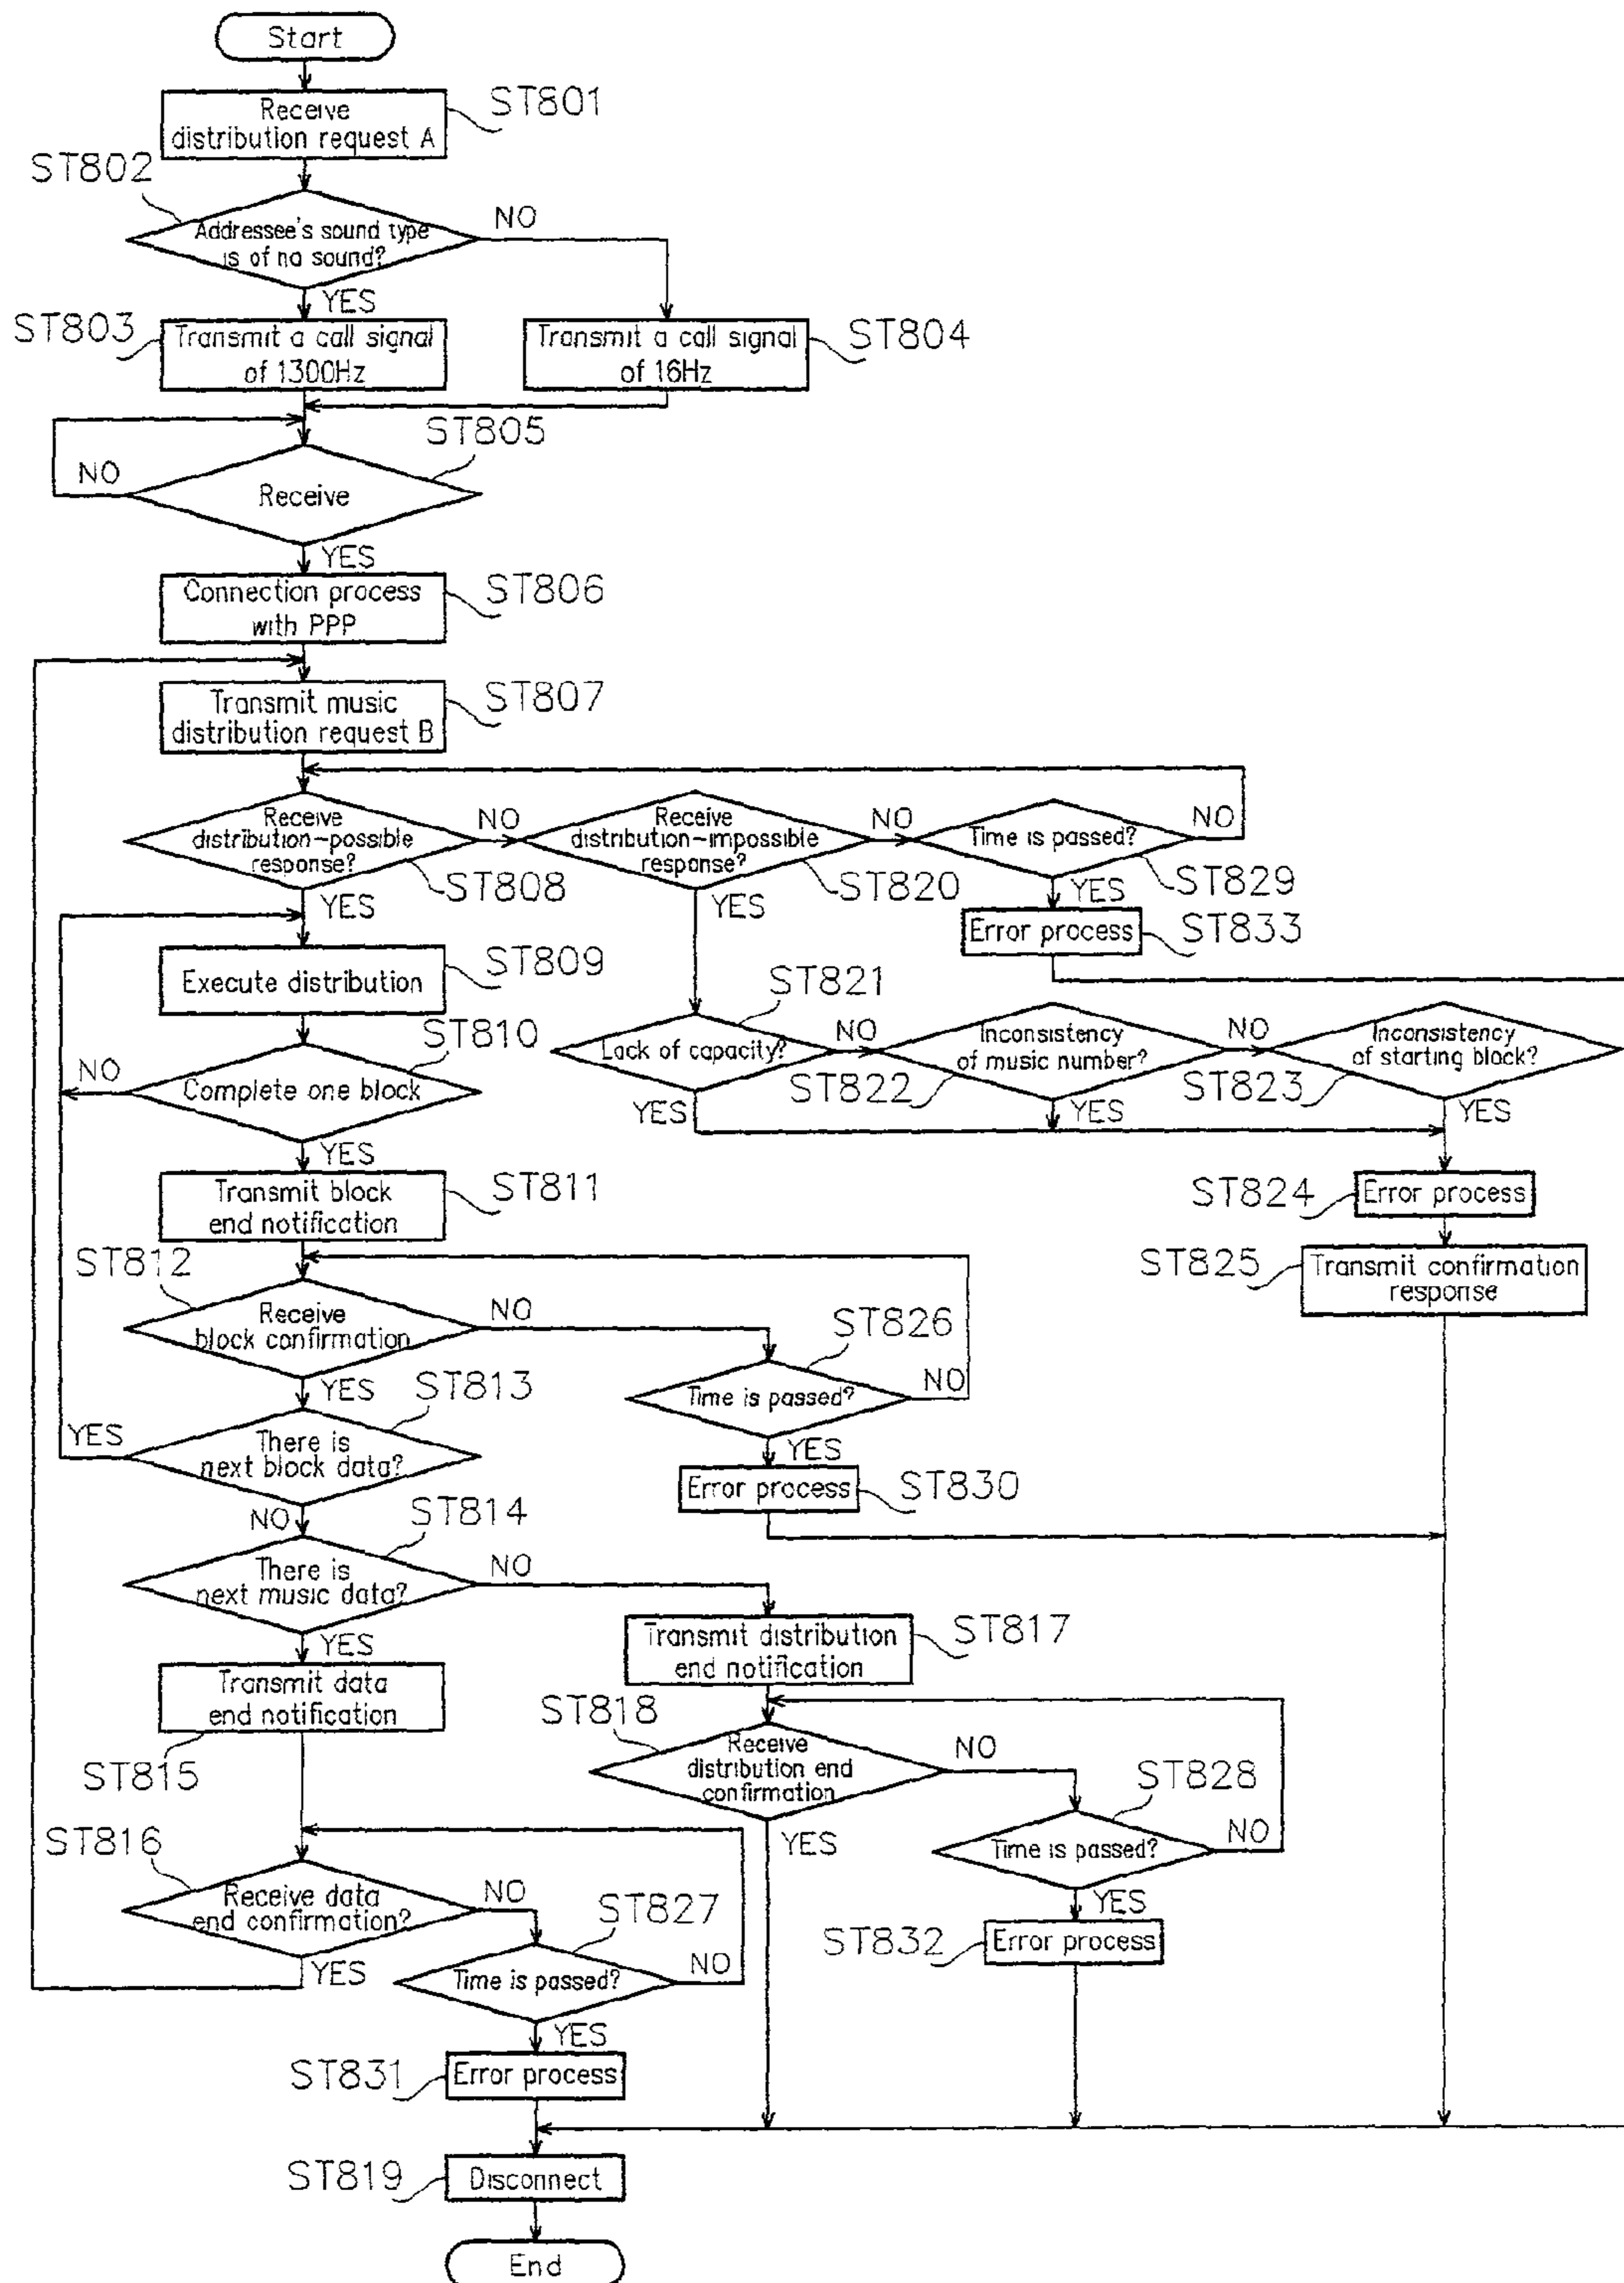 Start
Receive
distribution request A
ST801
ST802
Addressee's sound type
is of no sound?
NO
YES
ST803
Transmit a call signal
of 1300Hz
Transmit a call signal
of 16Hz
ST804
ST805
NO
Receive
YES
Connection process
with PPP
ST806
Transmit music
distribution request B
ST807
Receive
distribution-possible
response?
NO
ST808
YES
Receive
distribution-impossible
response?
NO
ST820
YES
Time is passed?
NO
ST829
YES
Error process
ST833
Execute distribution
ST809
ST810
NO
Complete one block
YES
ST821
Lack of capacity?
NO
YES
Inconsistency
of music number?
NO
ST822
YES
Inconsistency
of starting block?
ST823
YES
Transmit block
end notification
ST811
ST824
Error process
ST825
Transmit confirmation
response
ST812
Receive
block confirmation
NO
YES
ST826
Time is passed?
NO
YES
Error process
ST830
ST813
YES
There is
next block data?
NO
ST814
There is
next music data?
NO
YES
Transmit data
end notification
ST815
Transmit distribution
end notification
ST817
ST818
Receive
distribution end
confirmation
NO
YES
ST828
Time is passed?
NO
YES
ST832
Error process
ST816
Receive data
end confirmation?
NO
YES
ST827
Time is passed?
NO
YES
ST831
Error process
ST819
Disconnect
End